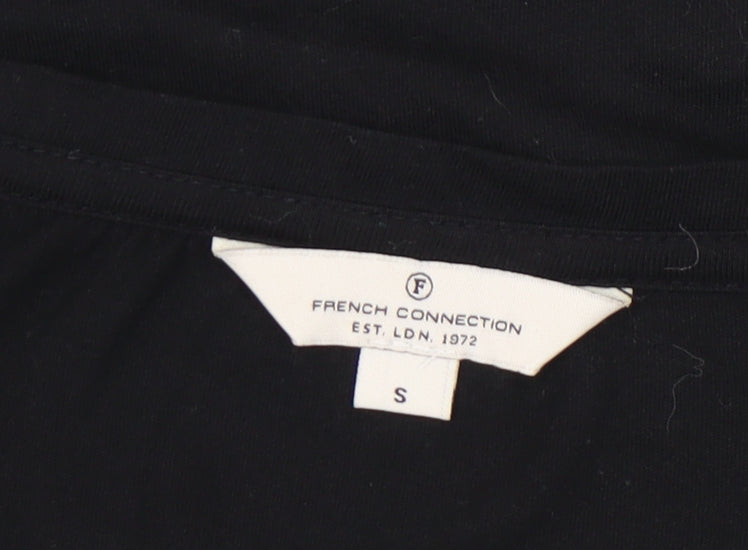 F
FRENCH CONNECTION
EST. LDN. 1972
S